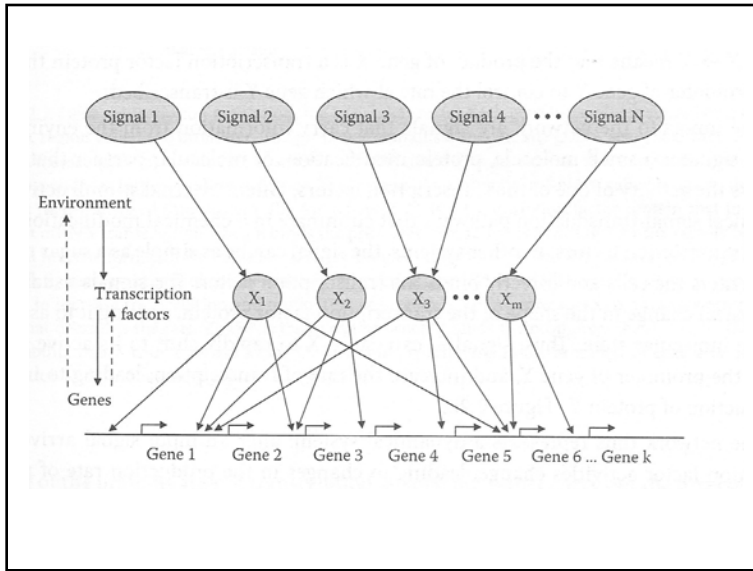 Signal 1 Signal 2 Signal 3 Signal 4 Signal N
Environment
Transcription
factors
X1 X2 X3 Xm
Genes
Gene 1 Gene 2 Gene 3 Gene 4 Gene 5 Gene 6 ... Gene k